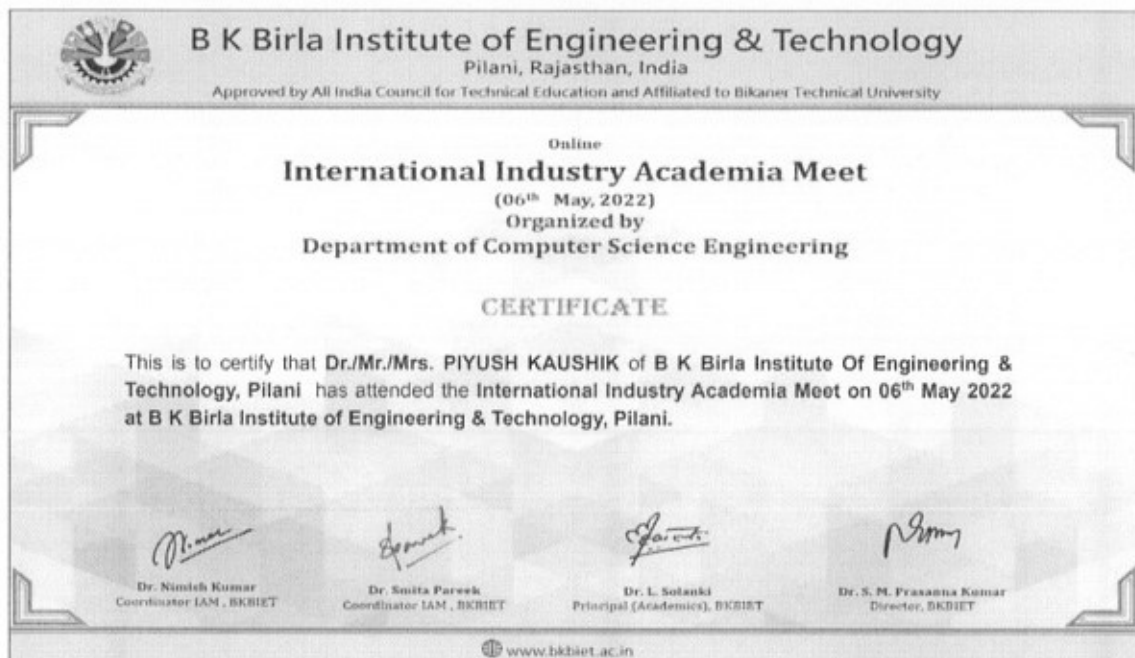 B K Birla Institute of Engineering & Technology
Pilani, Rajasthan, India
Approved by All India Council for Technical Education and Affiliated to Bikaner Technical University
Online
International Industry Academia Meet
(06th May, 2022)
Organized by
Department of Computer Science Engineering
CERTIFICATE
This is to certify that Dr./Mr./Mrs. PIYUSH KAUSHIK of B K Birla Institute Of Engineering &
Technology, Pilani has attended the International Industry Academia Meet on 06th May 2022
at B K Birla Institute of Engineering & Technology, Pilani.
Dr. Nimish Kumar
Coordinator IAM , BKBIET
Dr. Smita Pareek
Coordinator IAM , BKBIET
Dr. L. Solanki
Principal (Academics), BKBIET
Dr. S. M. Prasanna Kumar
Director, BKBIET
www.bkbiet.ac.in